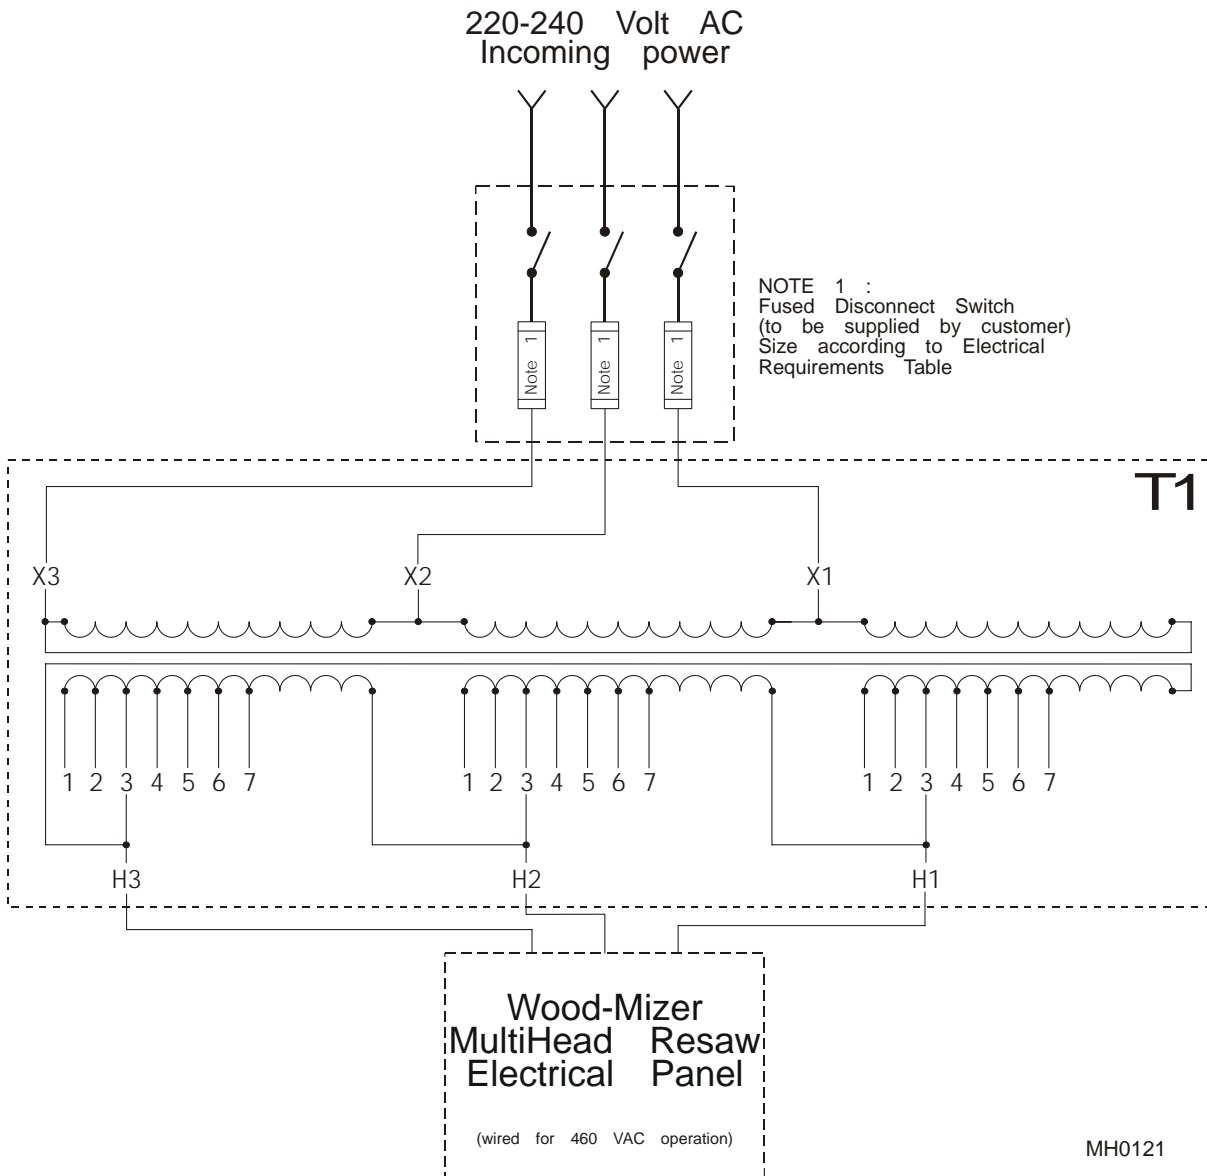 220-240 Volt AC
Incoming power
NOTE 1 :
Fused Disconnect Switch
(to be supplied by customer)
Size according to Electrical
Requirements Table
Note 1
Note 1
Note 1
T1
X3
X2
X1
1 2 3 4 5 6 7
1 2 3 4 5 6 7
1 2 3 4 5 6 7
H3
H2
H1
Wood-Mizer
MultiHead Resaw
Electrical Panel
(wired for 460 VAC operation)
MH0121